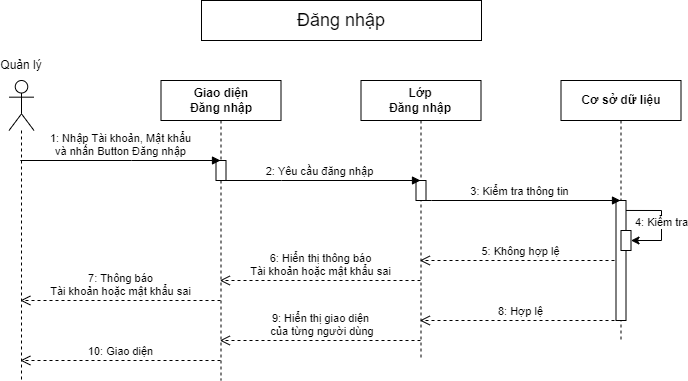 Đăng nhập
Quản lý
Giao diện
Đăng nhập
Lớp
Đăng nhập
Cơ sở dữ liệu
1: Nhập Tài khoản, Mật khẩu
và nhấn Button Đăng nhập
2: Yêu cầu đăng nhập
3: Kiểm tra thông tin
4: Kiểm tra
5: Không hợp lệ
6: Hiển thị thông báo
Tài khoản hoặc mật khẩu sai
7: Thông báo
Tài khoản hoặc mật khẩu sai
8: Hợp lệ
9: Hiển thị giao diện
của từng người dùng
10: Giao diện